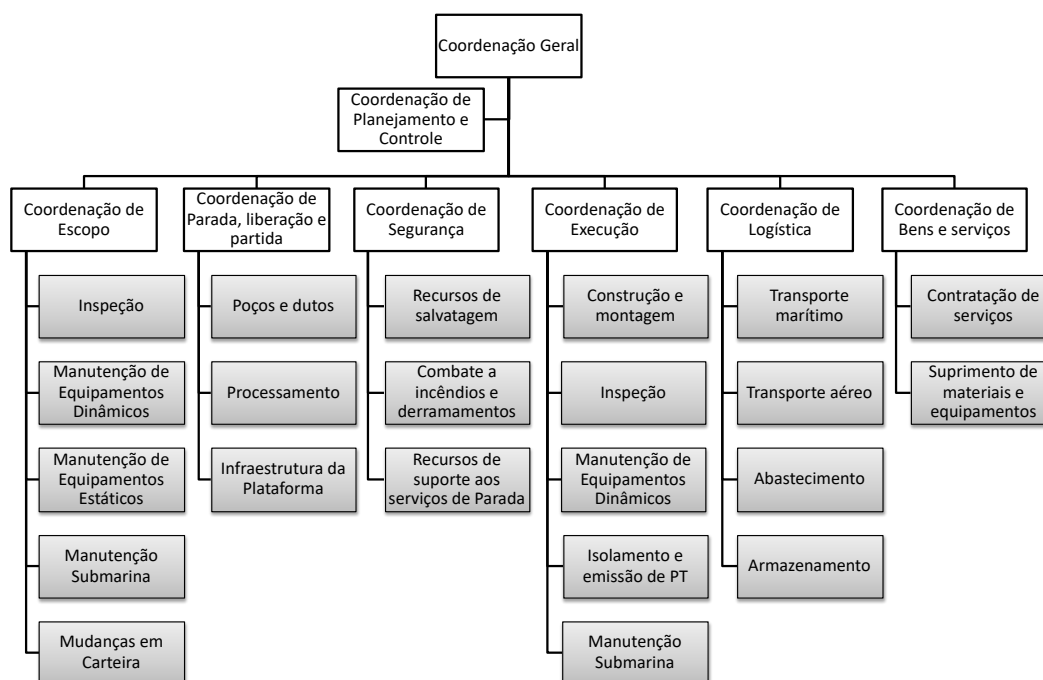 Coordenação Geral
Coordenação de
Planejamento e
Controle
Coordenação de
Escopo
Inspeção
Manutenção de
Equipamentos
Dinâmicos
Manutenção de
Equipamentos
Estáticos
Manutenção
Submarina
Mudanças em
Carteira
Coordenação de
Parada, liberação e
partida
Poços e dutos
Processamento
Infraestrutura da
Plataforma
Coordenação de
Segurança
Recursos de
salvatagem
Combate a
incêndios e
derramamentos
Recursos de
suporte aos
serviços de Parada
Coordenação de
Execução
Construção e
montagem
Inspeção
Manutenção de
Equipamentos
Dinâmicos
Isolamento e
emissão de PT
Manutenção
Submarina
Coordenação de
Logística
Transporte
marítimo
Transporte aéreo
Abastecimento
Armazenamento
Coordenação de
Bens e serviços
Contratação de
serviços
Suprimento de
materiais e
equipamentos